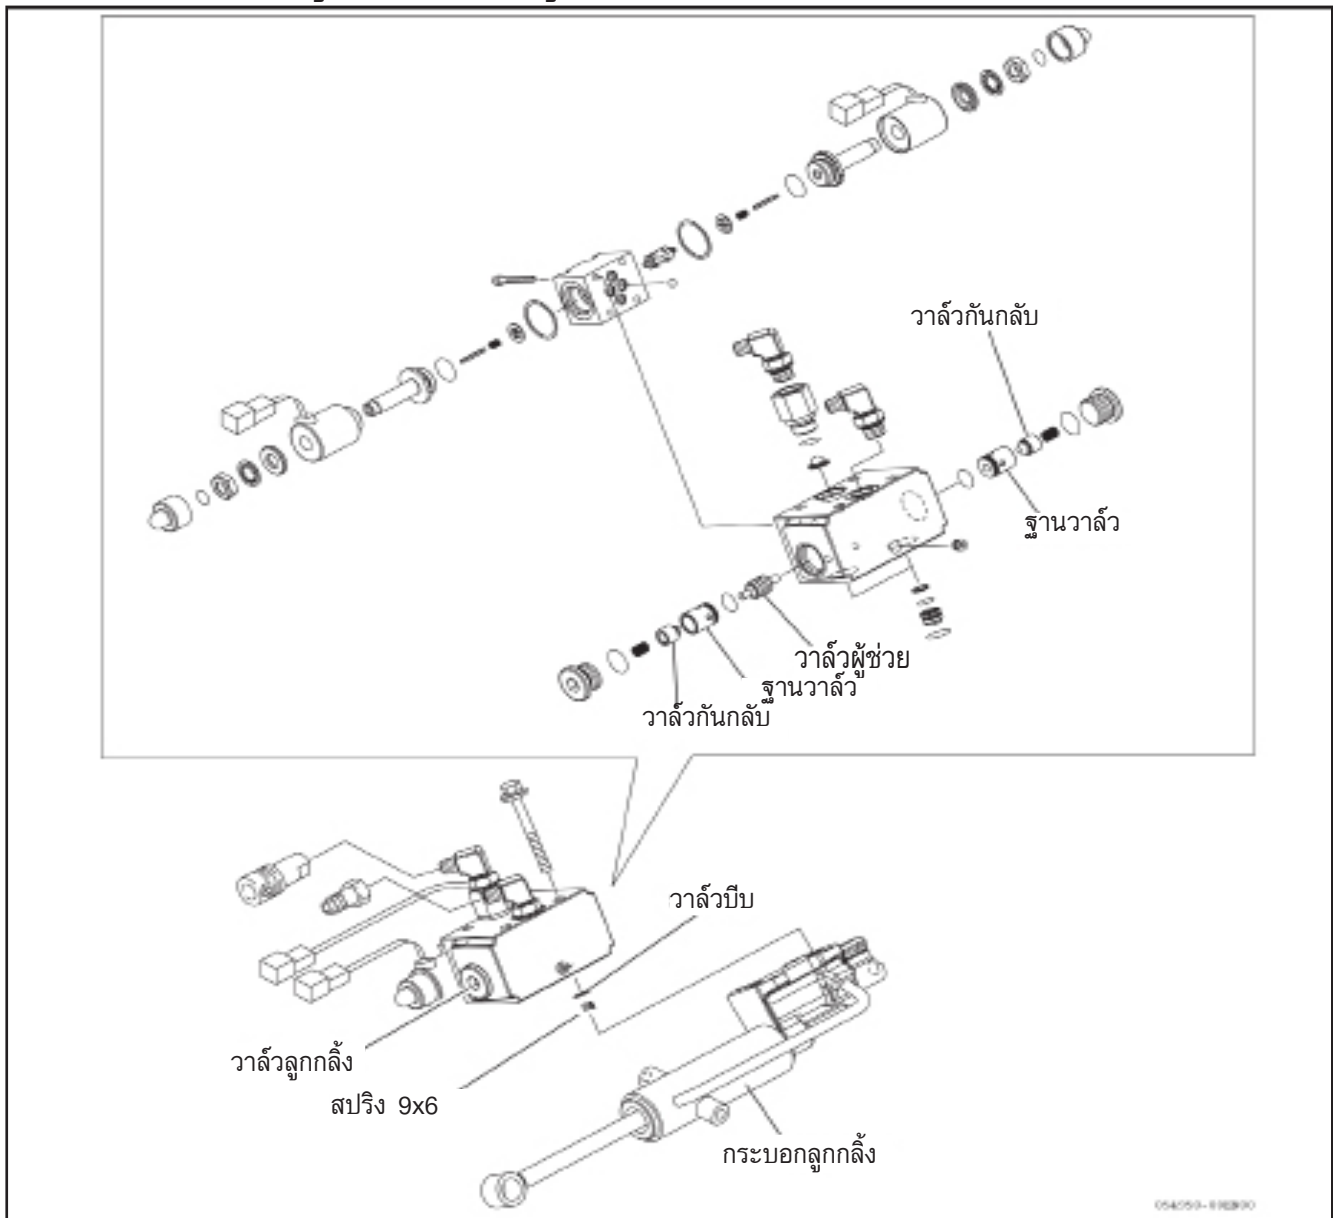 วาล์วกันกลับ
ฐานวาล์ว
วาล์วผู้ช่วย
ฐานวาล์ว
วาล์วกันกลับ
วาล์วบีบ
วาล์วลูกกลิ้ง
สปริง 9x6
กระบอกลูกกลิ้ง